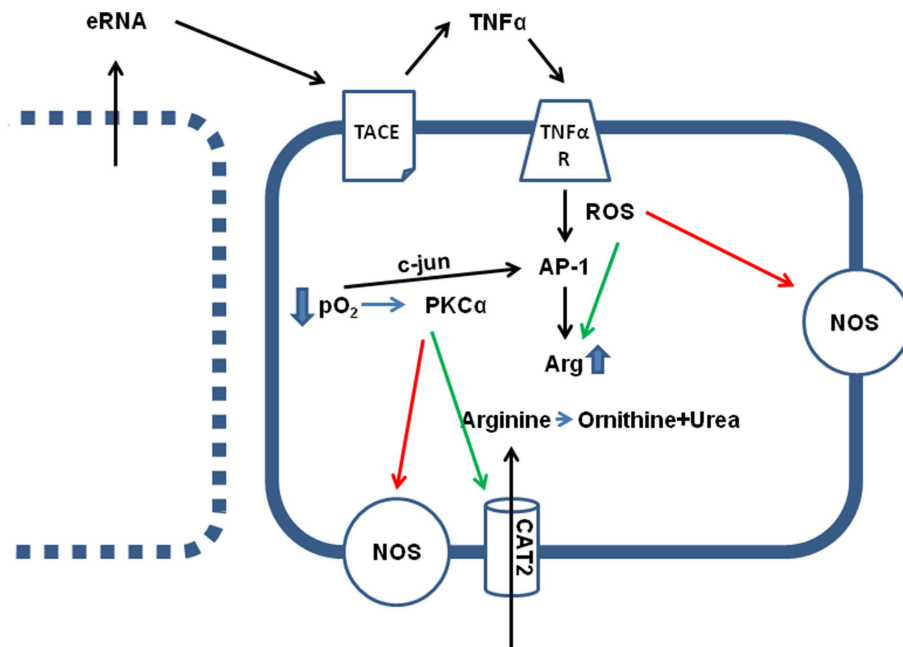 eRNA
TNFα
TACE
TNFα
R
ROS
c-jun
AP-1
pO₂
PKCα
NOS
Arg
Arginine
Ornithine+Urea
NOS
CAT2